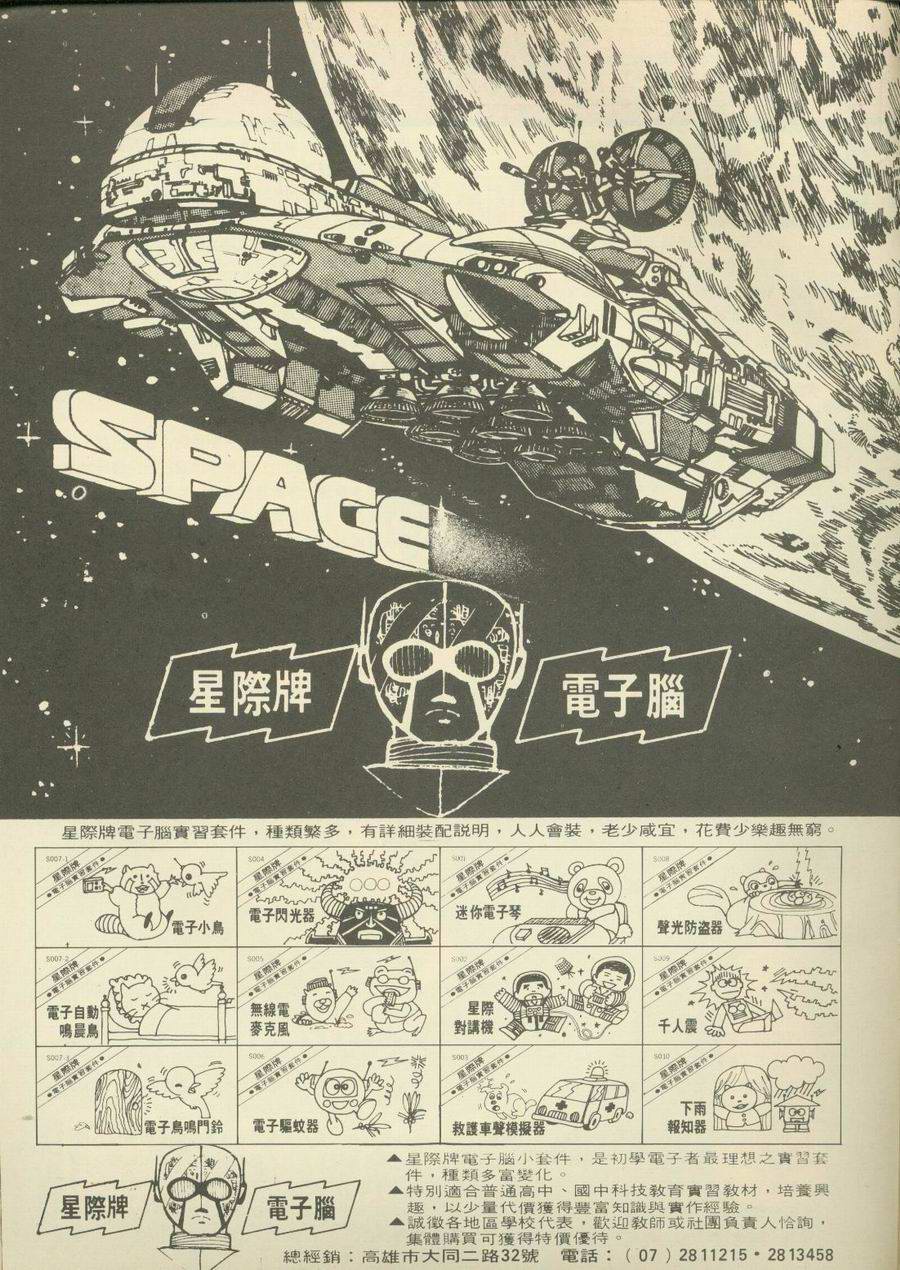 SPACE
星際牌
電子腦
星際牌電子腦實習套件，種類繁多，有詳細裝配說明，人人會裝，老少咸宜，花費少樂趣無窮。
S007-1
星際牌
•電子腦實習套件•
電子小鳥
S004
星際牌
•電子腦實習套件•
電子閃光器
S001
星際牌
•電子腦實習套件•
迷你電子琴
S008
星際牌
•電子腦實習套件•
聲光防盜器
S007-2
星際牌
•電子腦實習套件•
電子自動
鳴晨鳥
S005
星際牌
•電子腦實習套件•
無線電
麥克風
S002
星際牌
•電子腦實習套件•
星際
對講機
S009
星際牌
•電子腦實習套件•
千人震
S007-3
星際牌
•電子腦實習套件•
電子鳥鳴門鈴
S006
星際牌
•電子腦實習套件•
電子驅蚊器
S003
星際牌
•電子腦實習套件•
救護車聲模擬器
S010
星際牌
•電子腦實習套件•
下雨
報知器
星際牌
電子腦
▲星際牌電子腦小套件，是初學電子者最理想之實習套
件，種類多富變化。
▲特別適合普通高中、國中科技教育實習教材，培養興
趣，以少量代價獲得豐富知識與實作經驗。
▲誠徵各地區學校代表，歡迎教師或社團負責人恰詢，
集體購買可獲得特價優待。
總經銷：高雄市大同二路32號　電話：（07）2811215•2813458